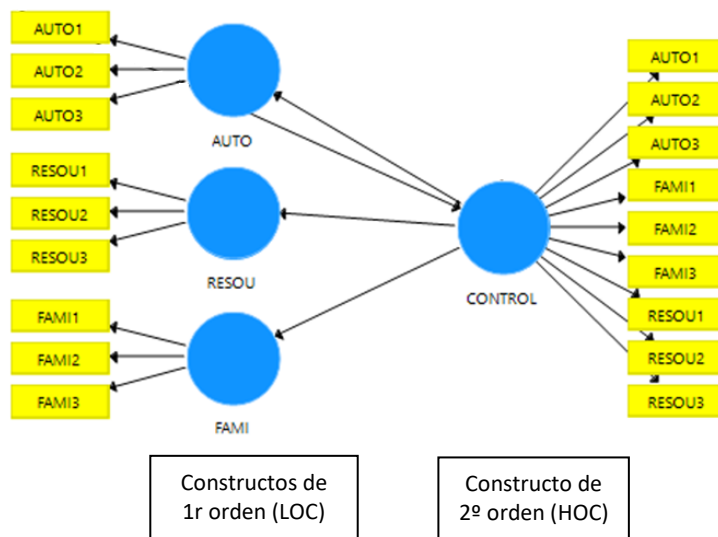 AUTO1
AUTO2
AUTO3
AUTO
RESOU1
RESOU2
RESOU3
RESOU
FAMI1
FAMI2
FAMI3
FAMI
CONTROL
AUTO1
AUTO2
AUTO3
FAMI1
FAMI2
FAMI3
RESOU1
RESOU2
RESOU3
Constructos de
1r orden (LOC)
Constructo de
2º orden (HOC)